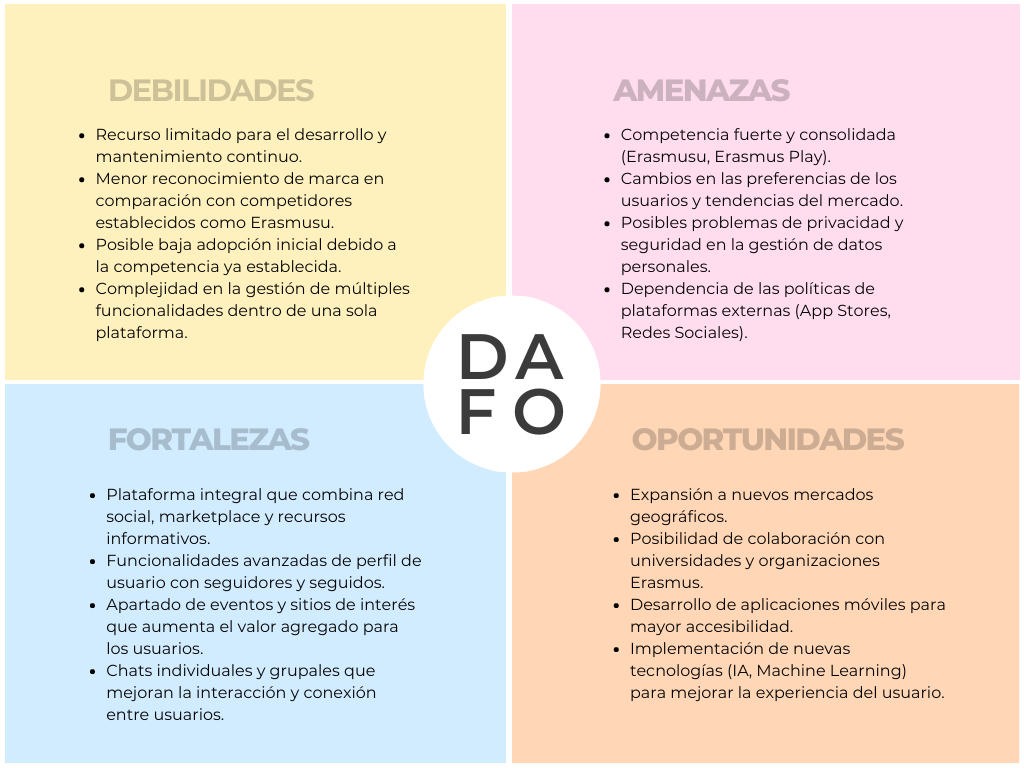 DEBILIDADES
• Recurso limitado para el desarrollo y
mantenimiento continuo.
• Menor reconocimiento de marca en
comparación con competidores
establecidos como Erasmusu.
• Posible baja adopción inicial debido a
la competencia ya establecida.
• Complejidad en la gestión de múltiples
funcionalidades dentro de una sola
plataforma.
AMENAZAS
• Competencia fuerte y consolidada
(Erasmusu, Erasmus Play).
• Cambios en las preferencias de los
usuarios y tendencias del mercado.
• Posibles problemas de privacidad y
seguridad en la gestión de datos
personales.
• Dependencia de las políticas de
plataformas externas (App Stores,
Redes Sociales).
DA
FO
FORTALEZAS
• Plataforma integral que combina red
social, marketplace y recursos
informativos.
• Funcionalidades avanzadas de perfil de
usuario con seguidores y seguidos.
• Apartado de eventos y sitios de interés
que aumenta el valor agregado para
los usuarios.
• Chats individuales y grupales que
mejoran la interacción y conexión
entre usuarios.
OPORTUNIDADES
• Expansión a nuevos mercados
geográficos.
• Posibilidad de colaboración con
universidades y organizaciones
Erasmus.
• Desarrollo de aplicaciones móviles para
mayor accesibilidad.
• Implementación de nuevas
tecnologías (IA, Machine Learning)
para mejorar la experiencia del usuario.